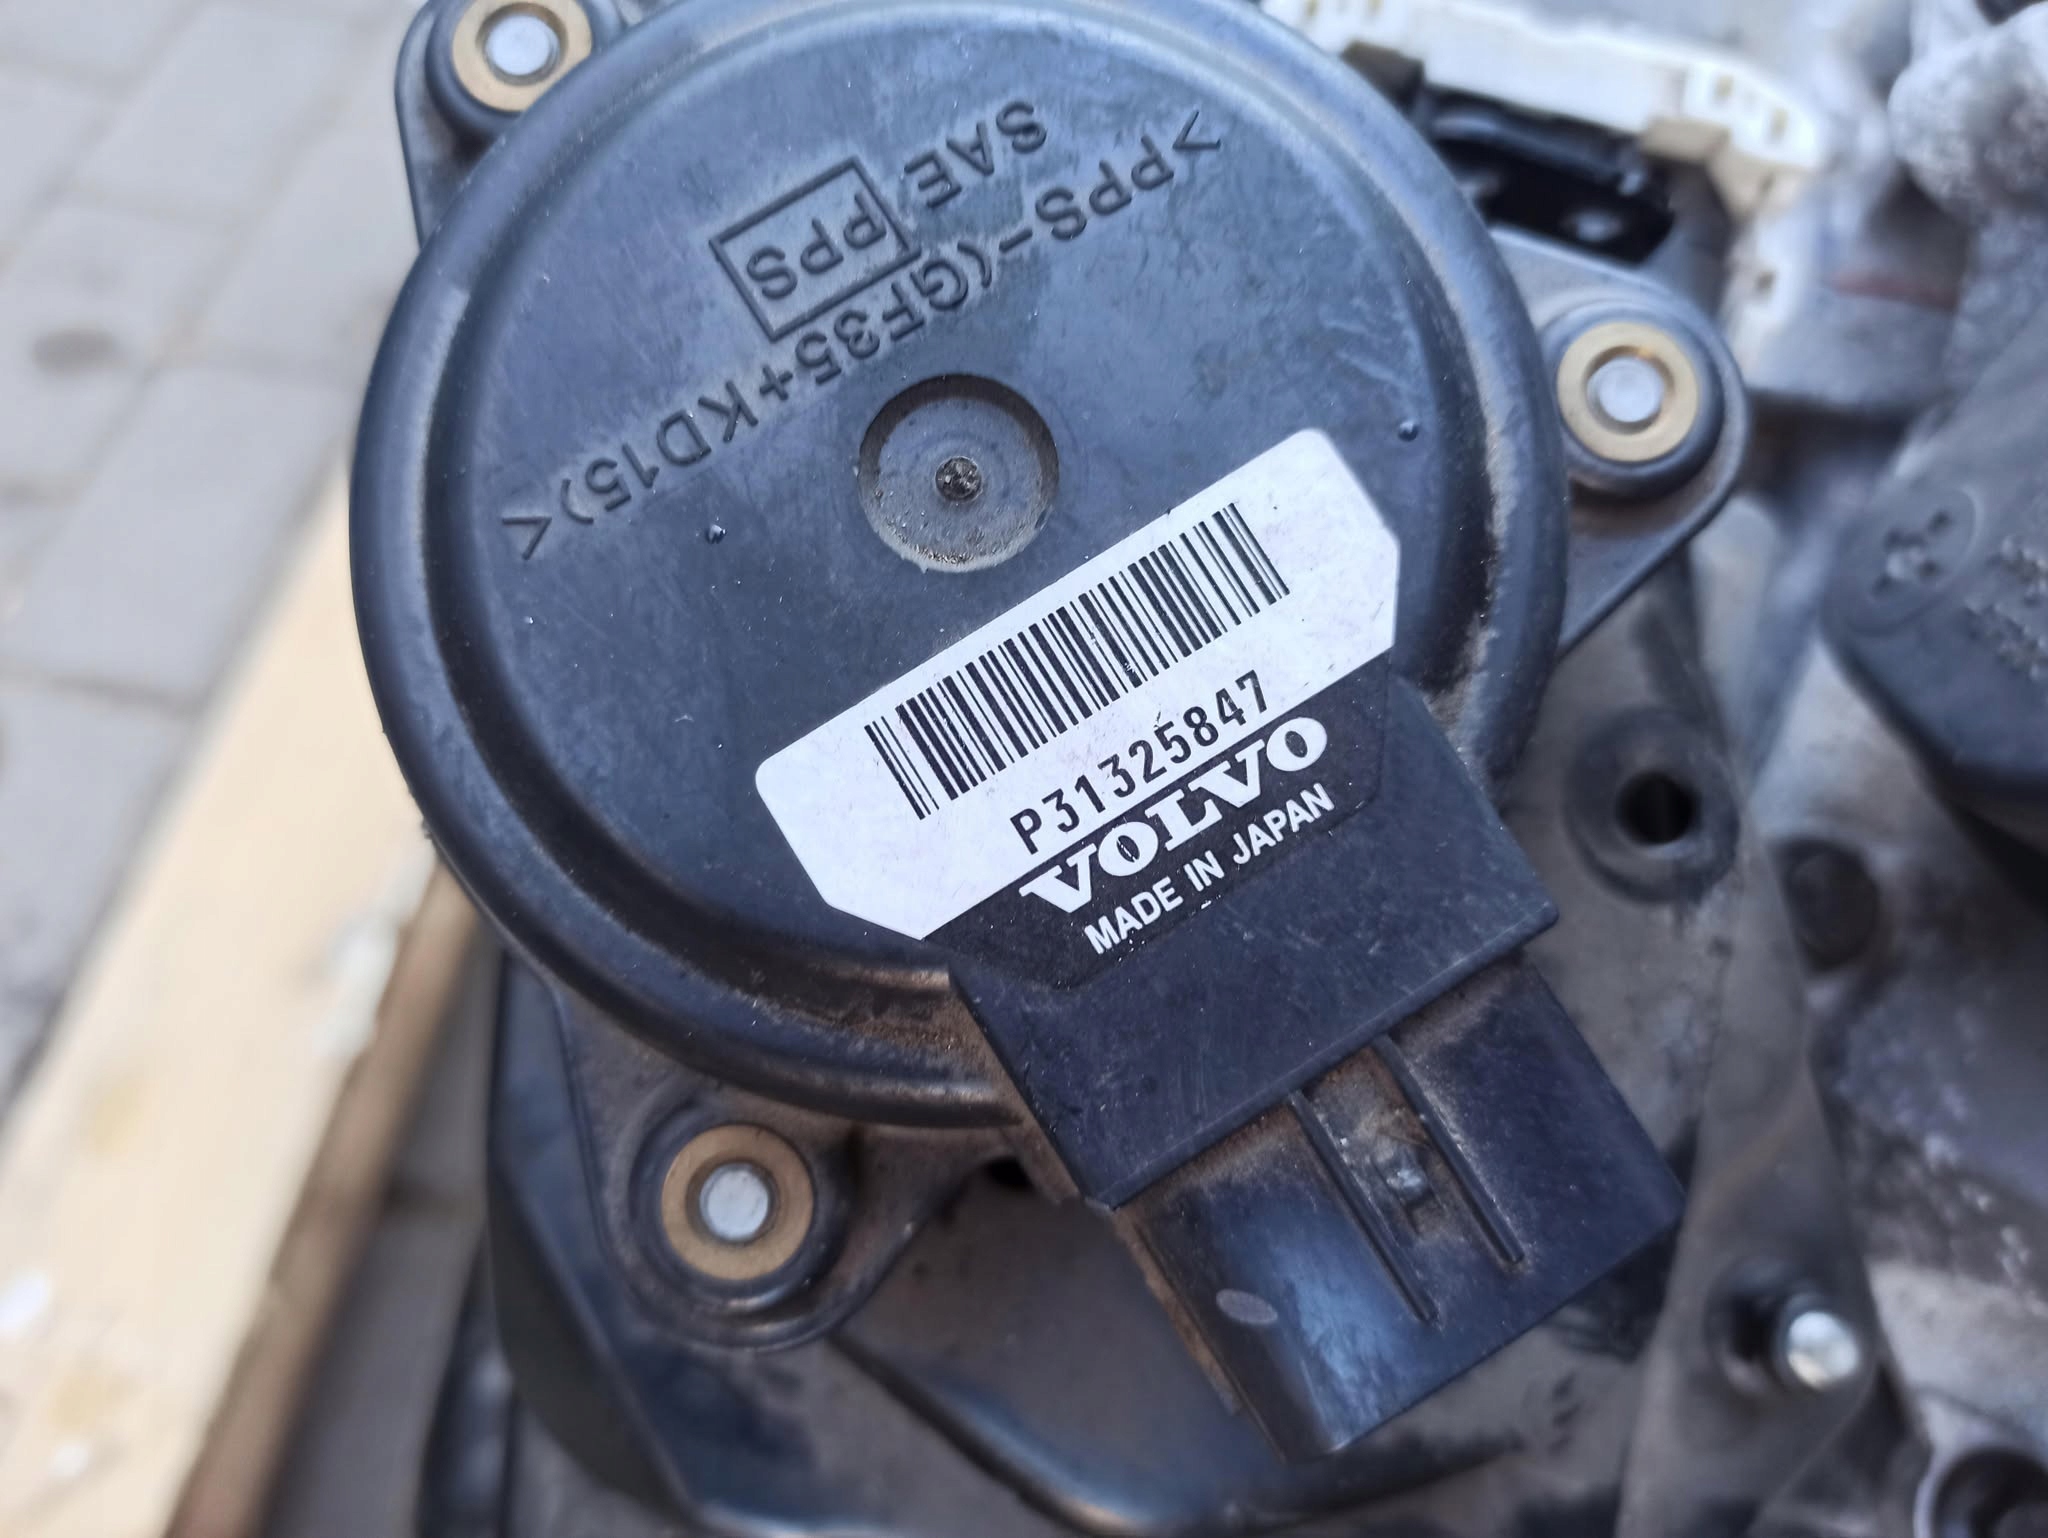 >PPS-(GF35+KD15)<
SAE PPS
P31325847
VOLVO
MADE IN JAPAN